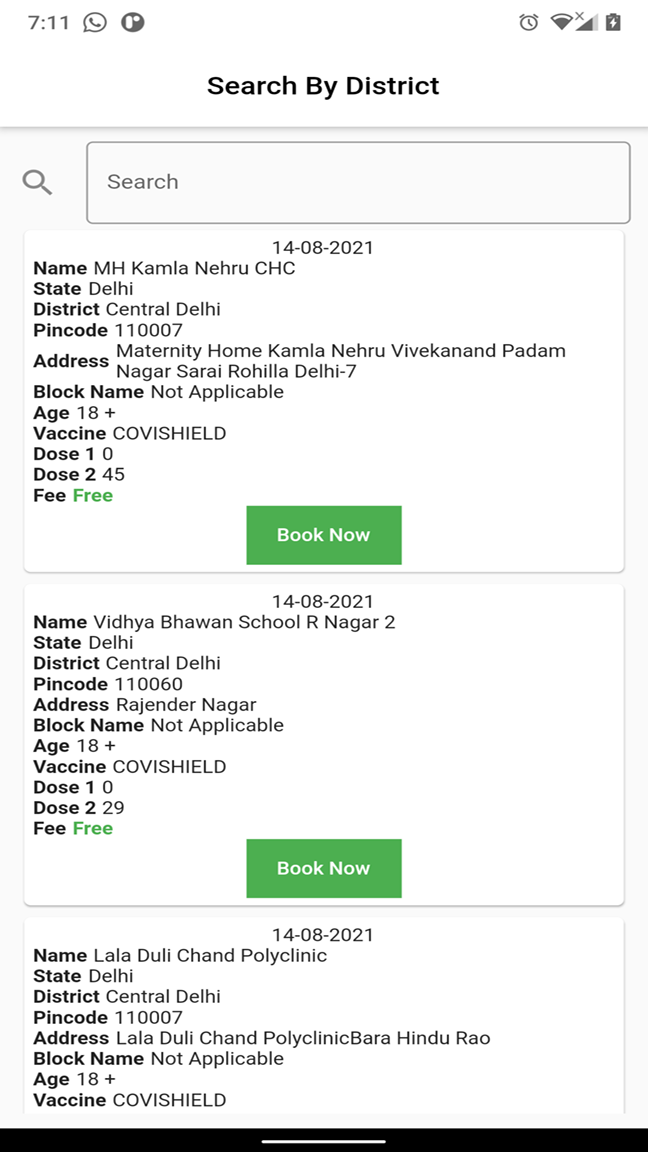 7:11
Search By District
Search
14-08-2021
Name MH Kamla Nehru CHC
State Delhi
District Central Delhi
Pincode 110007
Address Maternity Home Kamla Nehru Vivekanand Padam
Nagar Sarai Rohilla Delhi-7
Block Name Not Applicable
Age 18 +
Vaccine COVISHIELD
Dose 1 0
Dose 2 45
Fee Free
Book Now
14-08-2021
Name Vidhya Bhawan School R Nagar 2
State Delhi
District Central Delhi
Pincode 110060
Address Rajender Nagar
Block Name Not Applicable
Age 18 +
Vaccine COVISHIELD
Dose 1 0
Dose 2 29
Fee Free
Book Now
14-08-2021
Name Lala Duli Chand Polyclinic
State Delhi
District Central Delhi
Pincode 110007
Address Lala Duli Chand PolyclinicBara Hindu Rao
Block Name Not Applicable
Age 18 +
Vaccine COVISHIELD